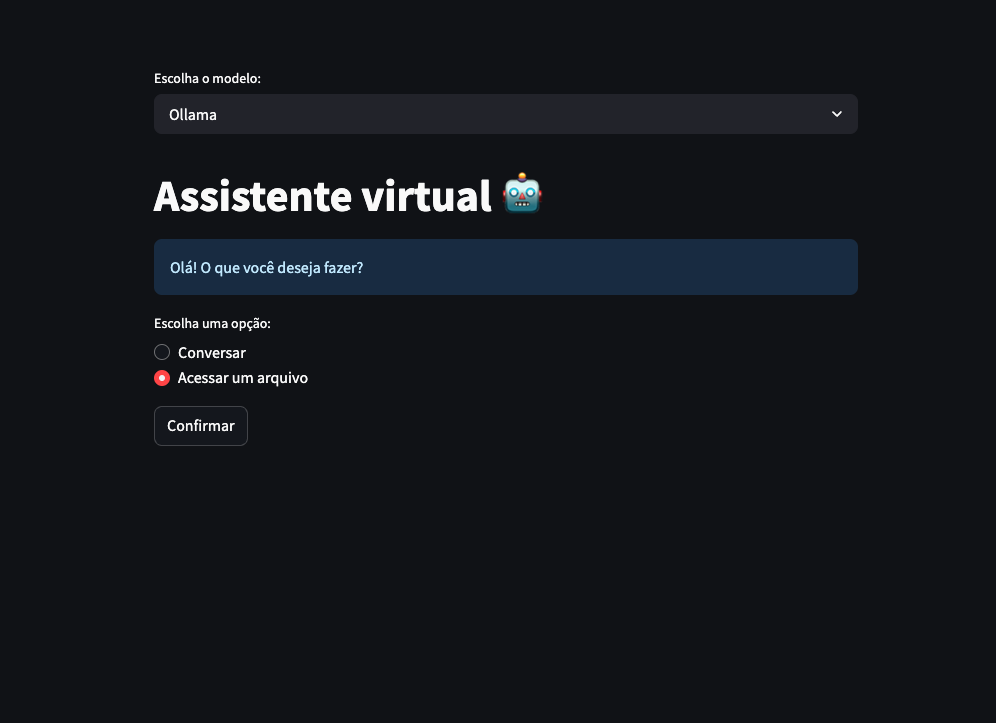 Escolha o modelo:
Ollama
Assistente virtual 🤖
Olá! O que você deseja fazer?
Escolha uma opção:
Conversar
Acessar um arquivo
Confirmar